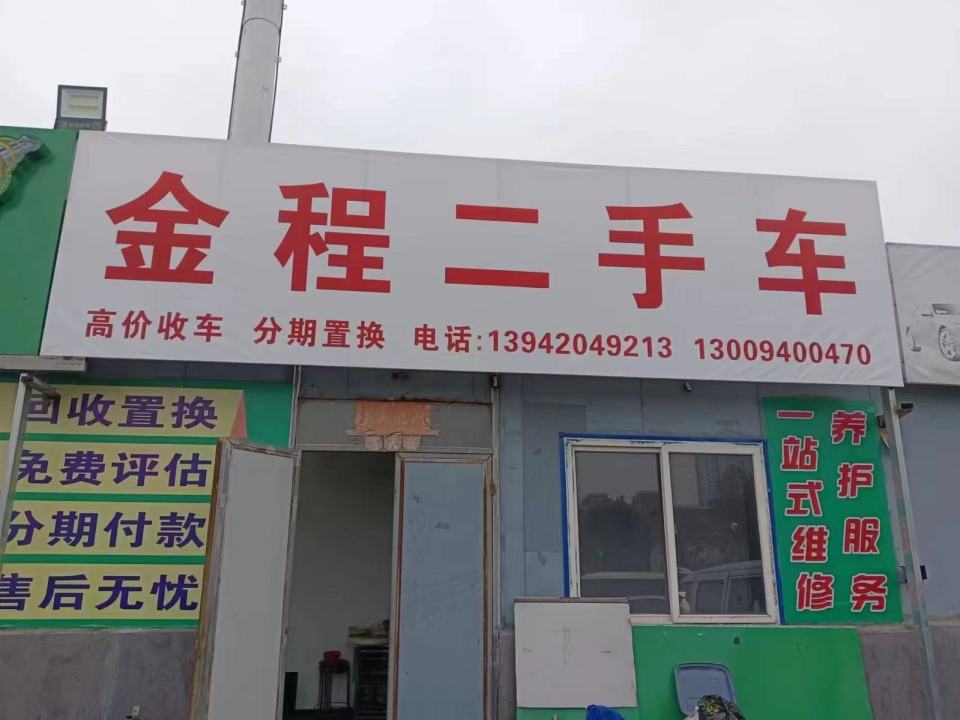 金程二手车
高价收车 分期置换 电话:13942049213 13009400470
回收置换
免费评估
分期付款
售后无忧
一站式维修
养护服务